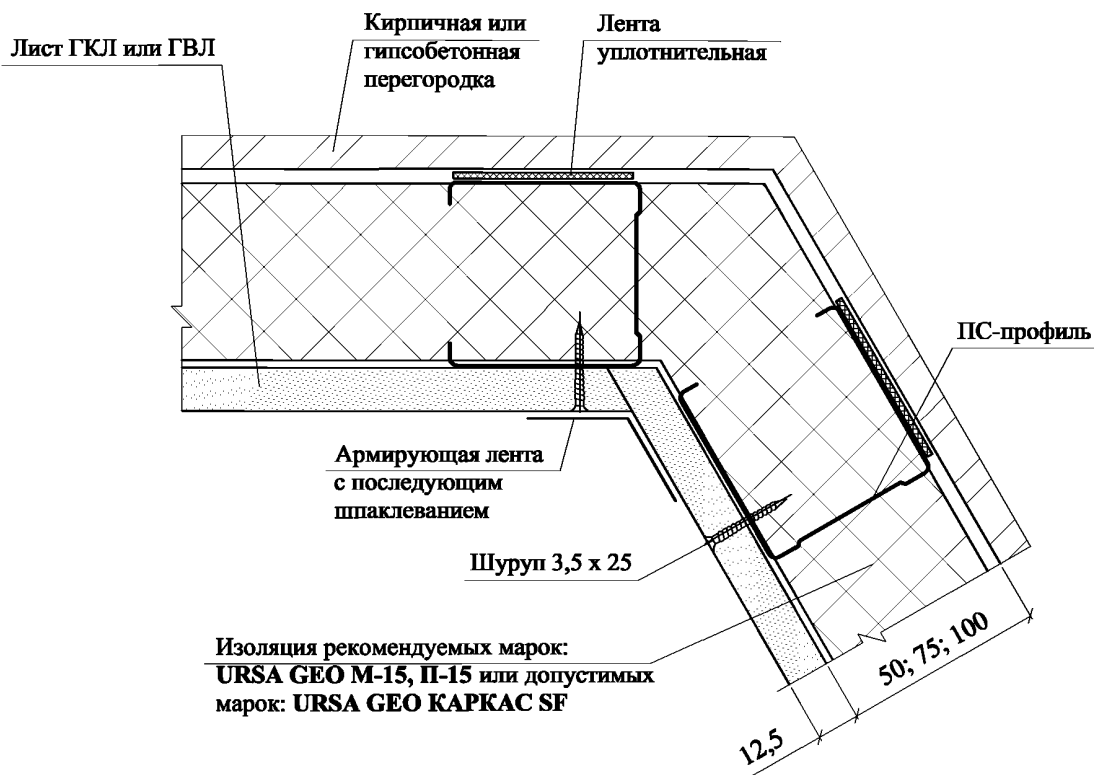 Лист ГКЛ или ГВЛ
Кирпичная или
гипсобетонная
перегородка
Лента
уплотнительная
ПС-профиль
Армирующая лента
с последующим
шпаклеванием
Шуруп 3,5 х 25
Изоляция рекомендуемых марок:
URSA GEO М-15, П-15 или допустимых
марок: URSA GEO КАРКАС SF
50; 75; 100
12,5